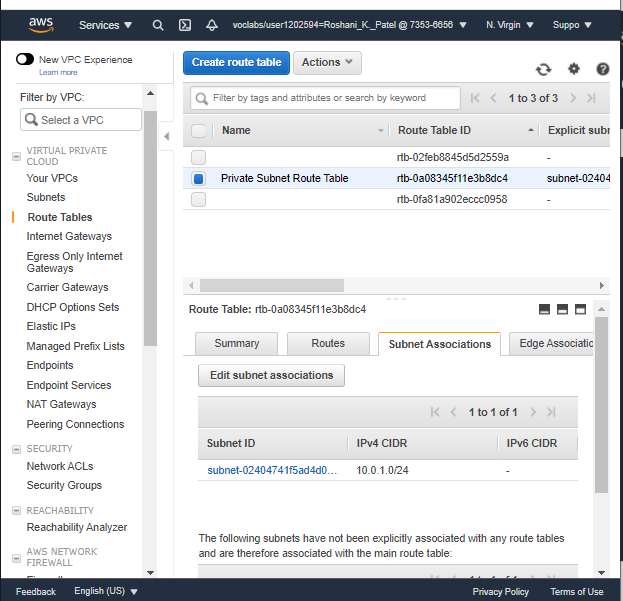 aws
Services
voclabs/user1202594=Roshani_K._Patel @ 7353-6656
N. Virgin
Suppo
New VPC Experience
Learn more
Filter by VPC:
Select a VPC
VIRTUAL PRIVATE
CLOUD
Your VPCs
Subnets
Route Tables
Internet Gateways
Egress Only Internet
Gateways
Carrier Gateways
DHCP Options Sets
Elastic IPs
Managed Prefix Lists
Endpoints
Endpoint Services
NAT Gateways
Peering Connections
SECURITY
Network ACLs
Security Groups
REACHABILITY
Reachability Analyzer
AWS NETWORK
FIREWALL
Create route table
Actions
Filter by tags and attributes or search by keyword
1 to 3 of 3
Name
Route Table ID
Explicit subn
rtb-02feb8845d5d2559a
-
Private Subnet Route Table
rtb-0a08345f11e3b8dc4
subnet-02404
rtb-0fa81a902eccc0958
-
Route Table: rtb-0a08345f11e3b8dc4
Summary
Routes
Subnet Associations
Edge Associatio
Edit subnet associations
1 to 1 of 1
Subnet ID
IPv4 CIDR
IPv6 CIDR
subnet-02404741f5ad4d0...
10.0.1.0/24
-
The following subnets have not been explicitly associated with any route tables
and are therefore associated with the main route table:
Feedback
English (US)
Privacy Policy
Terms of Use